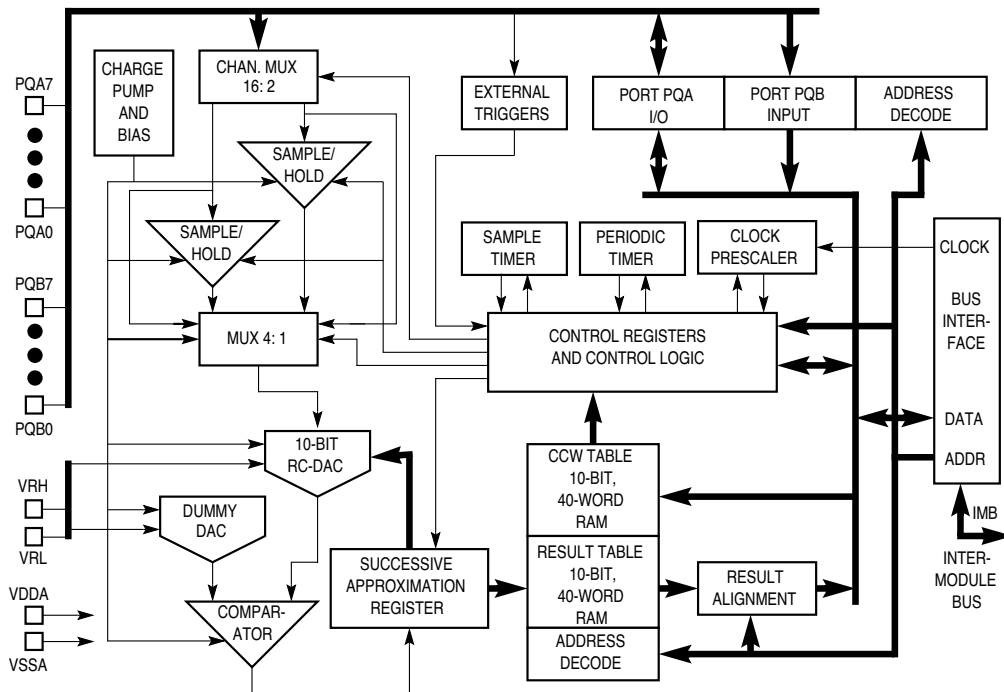 CHARGE
PUMP
AND
BIAS
CHAN. MUX
16: 2
EXTERNAL
TRIGGERS
PORT PQA
I/O
PORT PQB
INPUT
ADDRESS
DECODE
PQA7
PQA0
SAMPLE/
HOLD
SAMPLE/
HOLD
PQB7
PQB0
SAMPLE
TIMER
PERIODIC
TIMER
CLOCK
PRESCALER
CLOCK
BUS
INTER-
FACE
DATA
ADDR
MUX 4: 1
CONTROL REGISTERS
AND CONTROL LOGIC
10-BIT
RC-DAC
CCW TABLE
10-BIT,
40-WORD
RAM
VRH
VRL
DUMMY
DAC
IMB
INTER-
MODULE
BUS
SUCCESSIVE
APPROXIMATION
REGISTER
RESULT TABLE
10-BIT,
40-WORD
RAM
ADDRESS
DECODE
RESULT
ALIGNMENT
VDDA
VSSA
COMPAR-
ATOR